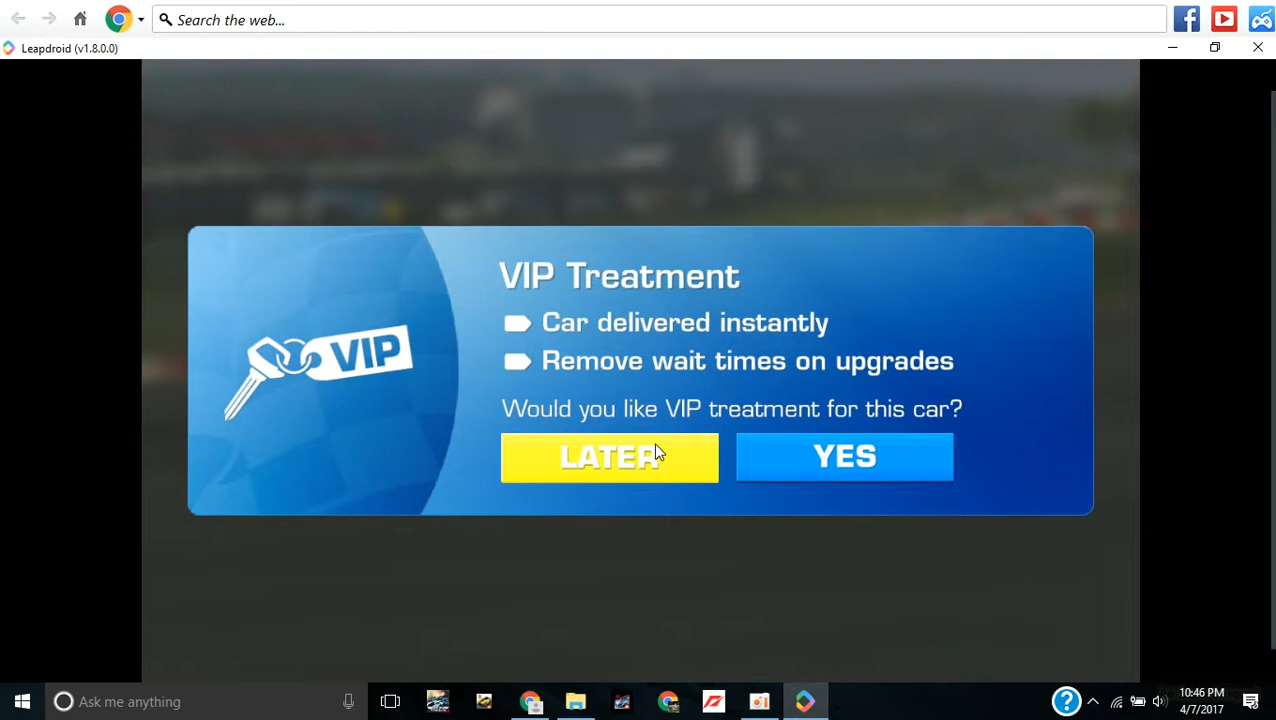 Search the web...
Leapdroid (v1.8.0.0)
VIP Treatment
Car delivered instantly
Remove wait times on upgrades
VIP
Would you like VIP treatment for this car?
LATER
YES
Ask me anything
10:46 PM
4/7/2017